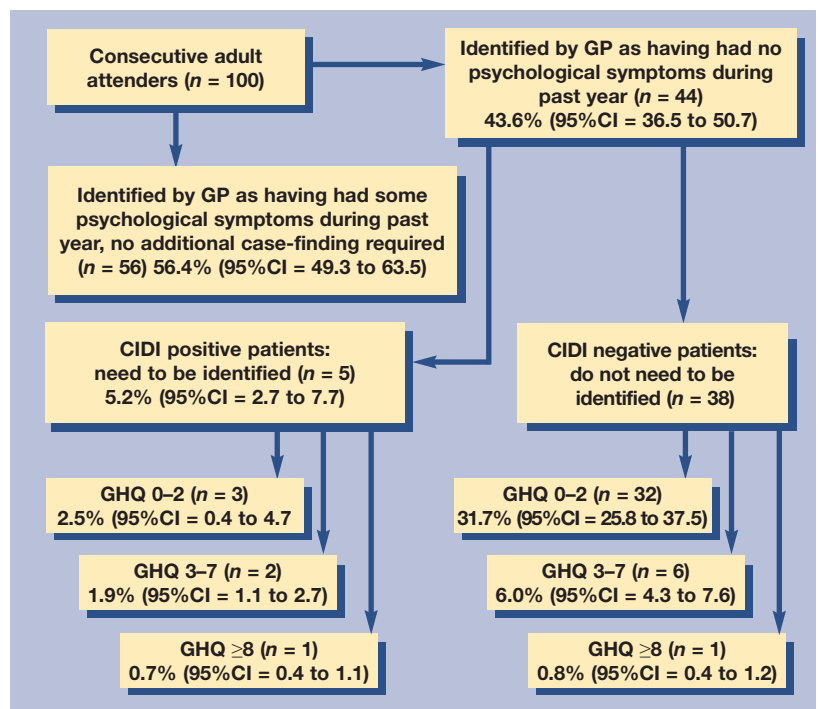 Consecutive adult
attenders (n = 100)
Identified by GP as having had no
psychological symptoms during
past year (n = 44)
43.6% (95%CI = 36.5 to 50.7)
Identified by GP as having had some
psychological symptoms during past
year, no additional case-finding required
(n = 56) 56.4% (95%CI = 49.3 to 63.5)
CIDI positive patients:
need to be identified (n = 5)
5.2% (95%CI = 2.7 to 7.7)
CIDI negative patients:
do not need to be
identified (n = 38)
GHQ 0–2 (n = 3)
2.5% (95%CI = 0.4 to 4.7
GHQ 3–7 (n = 2)
1.9% (95%CI = 1.1 to 2.7)
GHQ ≥8 (n = 1)
0.7% (95%CI = 0.4 to 1.1)
GHQ 0–2 (n = 32)
31.7% (95%CI = 25.8 to 37.5)
GHQ 3–7 (n = 6)
6.0% (95%CI = 4.3 to 7.6)
GHQ ≥8 (n = 1)
0.8% (95%CI = 0.4 to 1.2)